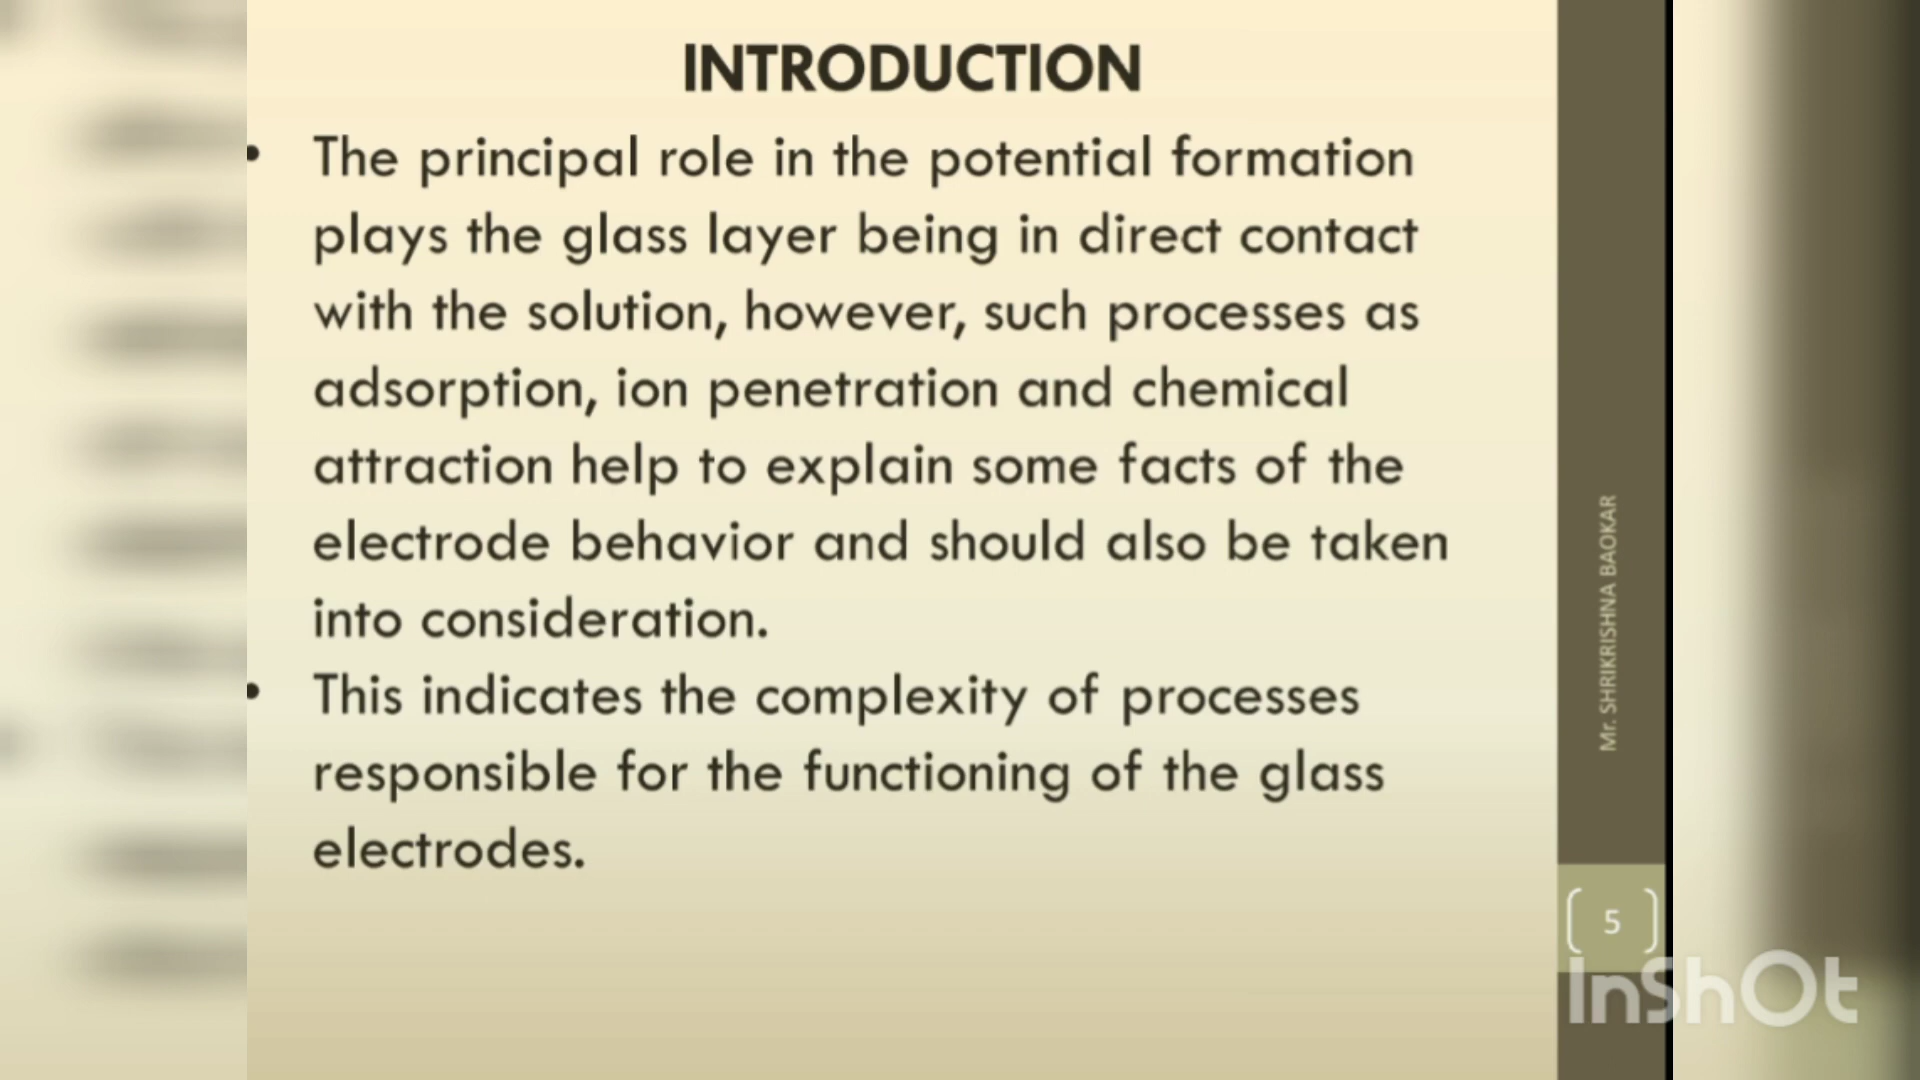 INTRODUCTION
• The principal role in the potential formation
plays the glass layer being in direct contact
with the solution, however, such processes as
adsorption, ion penetration and chemical
attraction help to explain some facts of the
electrode behavior and should also be taken
into consideration.
• This indicates the complexity of processes
responsible for the functioning of the glass
electrodes.
Mr. SHRIKRISHNA BAOKAR
5
InShOt